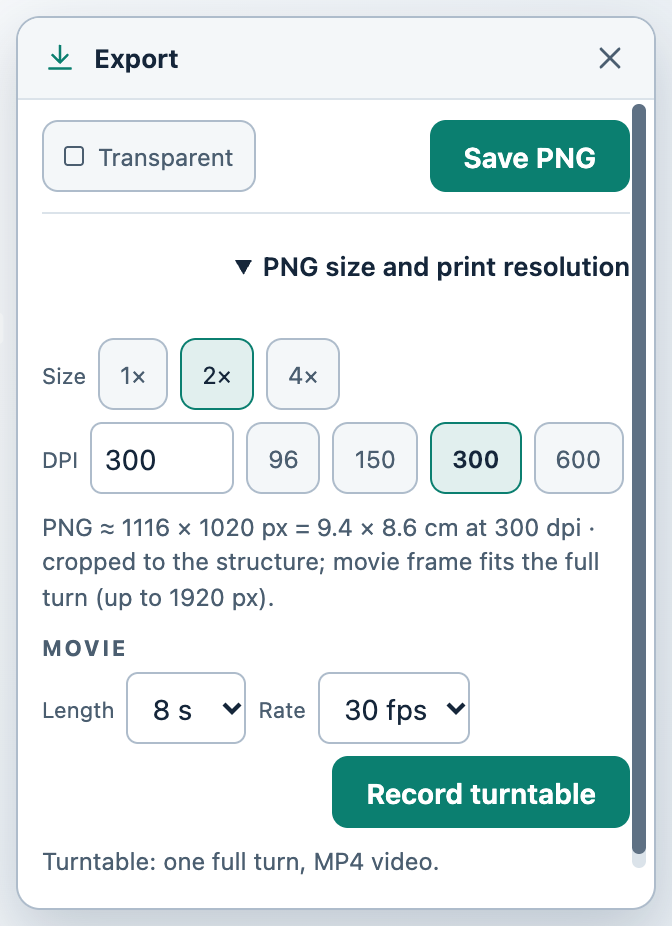 Export
Transparent
Save PNG
▼ PNG size and print resolution
Size 1× 2× 4×
DPI 300 96 150 300 600
PNG ≈ 1116 × 1020 px = 9.4 × 8.6 cm at 300 dpi ·
cropped to the structure; movie frame fits the full
turn (up to 1920 px).
MOVIE
Length 8 s Rate 30 fps
Record turntable
Turntable: one full turn, MP4 video.